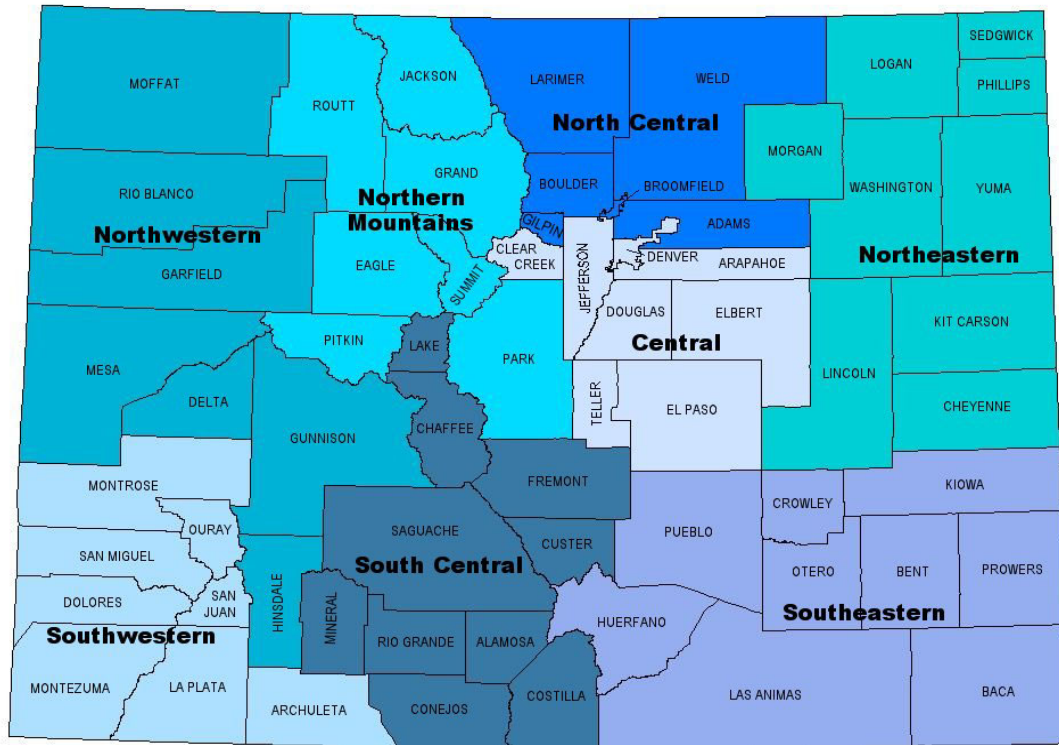 SEDGWICK
LOGAN
JACKSON
LARIMER
WELD
MOFFAT
PHILLIPS
ROUTT
North Central
MORGAN
GRAND
BOULDER
BROOMFIELD
WASHINGTON
YUMA
RIO BLANCO
Northern
Mountains
Northwestern
GILPIN
ADAMS
CLEAR
CREEK
DENVER
ARAPAHOE
Northeastern
GARFIELD
EAGLE
SUMMIT
JEFFERSON
DOUGLAS
ELBERT
KIT CARSON
PITKIN
LAKE
PARK
Central
MESA
LINCOLN
DELTA
TELLER
EL PASO
CHEYENNE
GUNNISON
CHAFFEE
FREMONT
MONTROSE
CROWLEY
KIOWA
OURAY
SAGUACHE
PUEBLO
SAN MIGUEL
CUSTER
South Central
OTERO
BENT
PROWERS
DOLORES
SAN
JUAN
HINSDALE
MINERAL
Southeastern
HUERFANO
Southwestern
RIO GRANDE
ALAMOSA
MONTEZUMA
LA PLATA
COSTILLA
LAS ANIMAS
BACA
ARCHULETA
CONEJOS